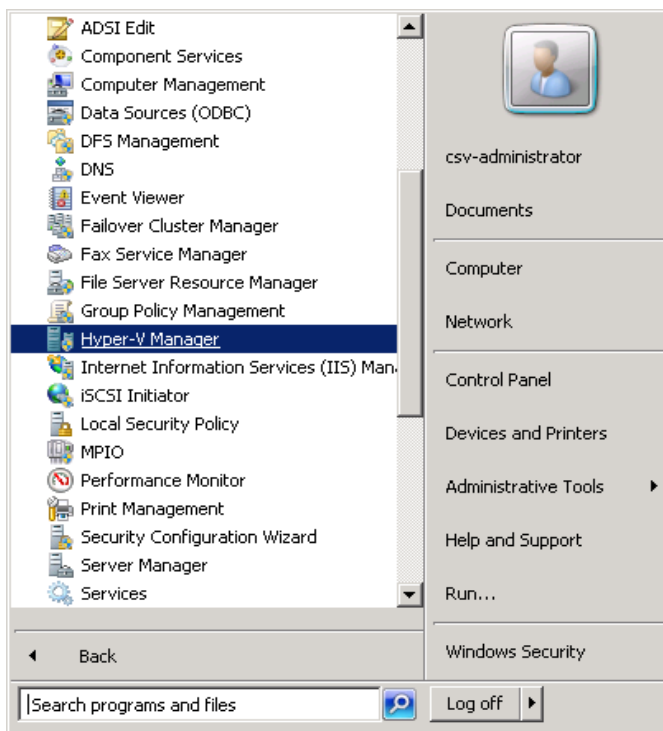 ADSI Edit
Component Services
Computer Management
Data Sources (ODBC)
DFS Management
DNS
Event Viewer
Failover Cluster Manager
Fax Service Manager
File Server Resource Manager
Group Policy Management
Hyper-V Manager
Internet Information Services (IIS) Man
iSCSI Initiator
Local Security Policy
MPIO
Performance Monitor
Print Management
Security Configuration Wizard
Server Manager
Services
Back
Search programs and files
csv-administrator
Documents
Computer
Network
Control Panel
Devices and Printers
Administrative Tools
Help and Support
Run...
Windows Security
Log off